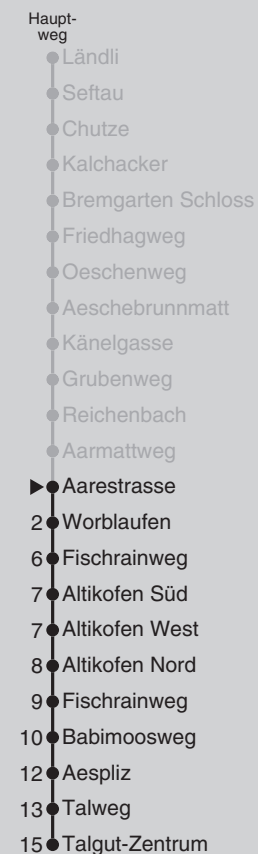 Haupt-
weg
Ländli
Seftau
Chutze
Kalchacker
Bremgarten Schloss
Friedhagweg
Oeschenweg
Aeschebrunnmatt
Känelgasse
Grubenweg
Reichenbach
Aarmattweg
Aarestrasse
2 Worblaufen
6 Fischrainweg
7 Altikofen Süd
7 Altikofen West
8 Altikofen Nord
9 Fischrainweg
10 Babimoosweg
12 Aespliz
13 Talweg
15 Talgut-Zentrum